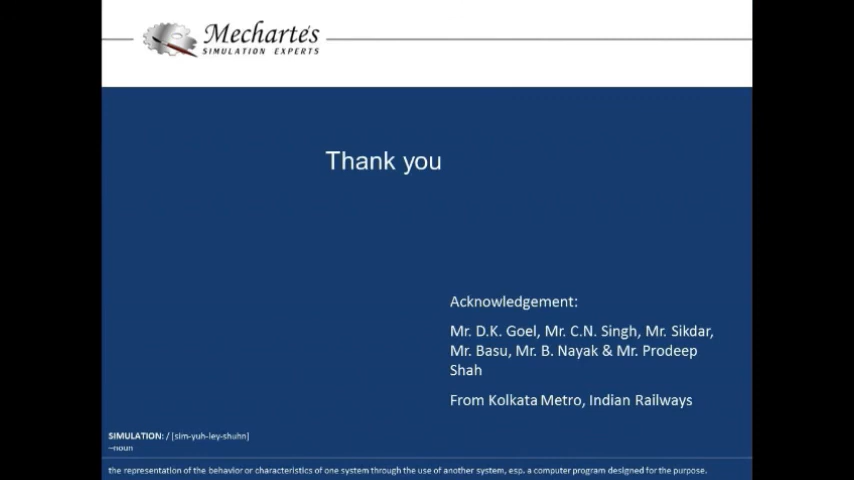 Mechartés
SIMULATION EXPERTS
Thank you
Acknowledgement:
Mr. D.K. Goel, Mr. C.N. Singh, Mr. Sikdar,
Mr. Basu, Mr. B. Nayak & Mr. Prodeep
Shah
From Kolkata Metro, Indian Railways
SIMULATION: / [sim-yuh-ley-shuhn]
–noun
the representation of the behavior or characteristics of one system through the use of another system, esp. a computer program designed for the purpose.